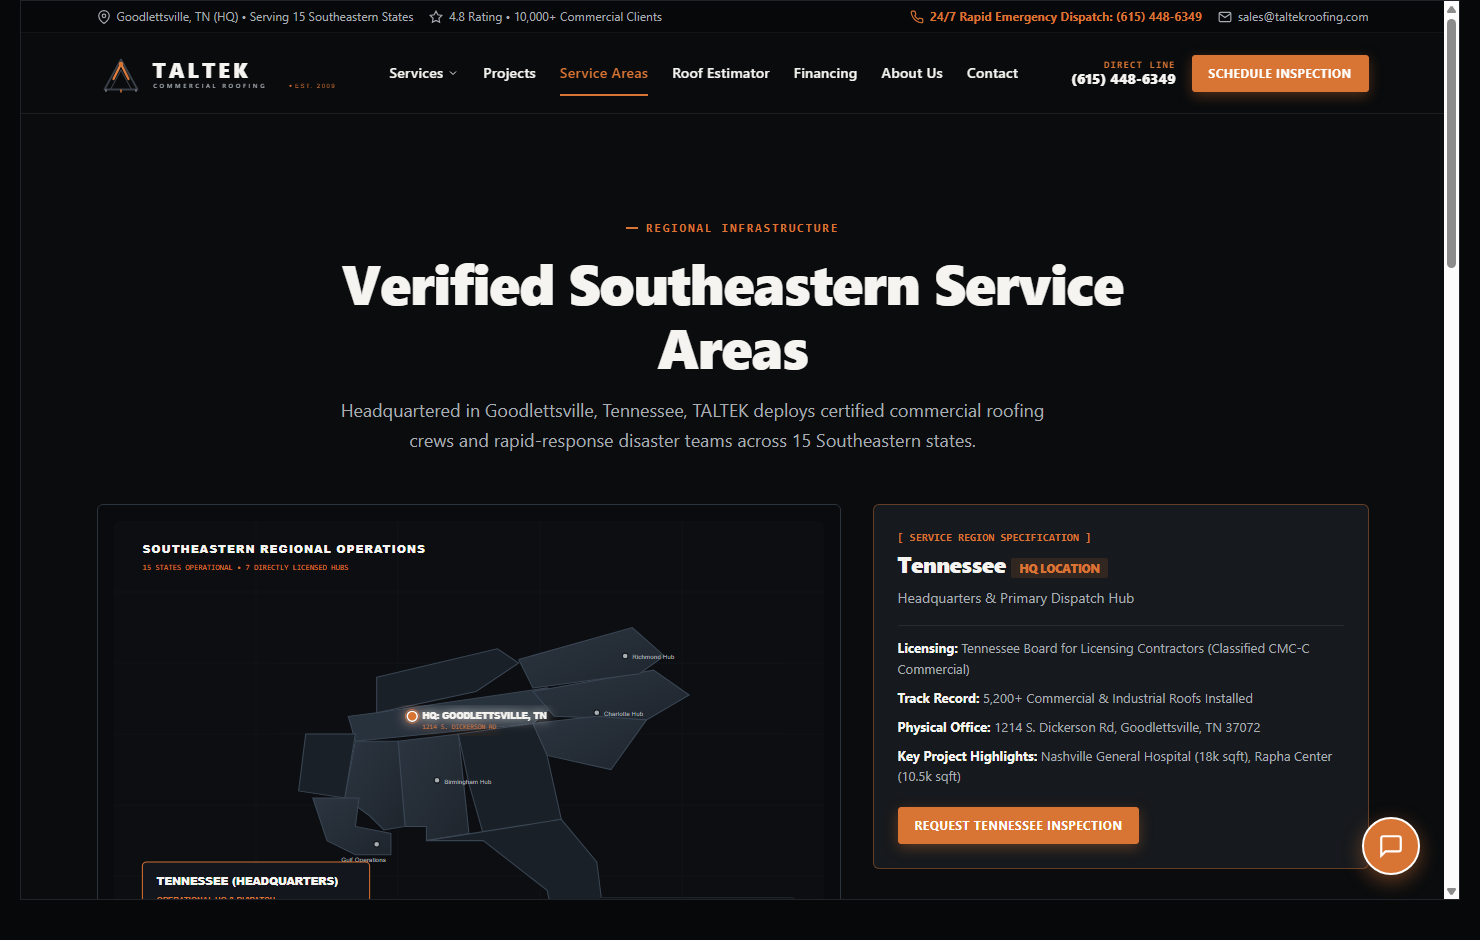 Goodlettsville, TN (HQ) • Serving 15 Southeastern States
4.8 Rating • 10,000+ Commercial Clients
24/7 Rapid Emergency Dispatch: (615) 448-6349
sales@taltekroofing.com
TALTEK
COMMERCIAL ROOFING
• EST. 2009
Services
Projects
Service Areas
Roof Estimator
Financing
About Us
Contact
DIRECT LINE
(615) 448-6349
SCHEDULE INSPECTION
REGIONAL INFRASTRUCTURE
Verified Southeastern Service
Areas
Headquartered in Goodlettsville, Tennessee, TALTEK deploys certified commercial roofing
crews and rapid-response disaster teams across 15 Southeastern states.
SOUTHEASTERN REGIONAL OPERATIONS
15 STATES OPERATIONAL • 7 DIRECTLY LICENSED HUBS
Richmond Hub
HQ: GOODLETTSVILLE, TN
1214 S. DICKERSON RD
Charlotte Hub
Birmingham Hub
Gulf Operations
TENNESSEE (HEADQUARTERS)
[ SERVICE REGION SPECIFICATION ]
Tennessee HQ LOCATION
Headquarters & Primary Dispatch Hub
Licensing: Tennessee Board for Licensing Contractors (Classified CMC-C
Commercial)
Track Record: 5,200+ Commercial & Industrial Roofs Installed
Physical Office: 1214 S. Dickerson Rd, Goodlettsville, TN 37072
Key Project Highlights: Nashville General Hospital (18k sqft), Rapha Center
(10.5k sqft)
REQUEST TENNESSEE INSPECTION